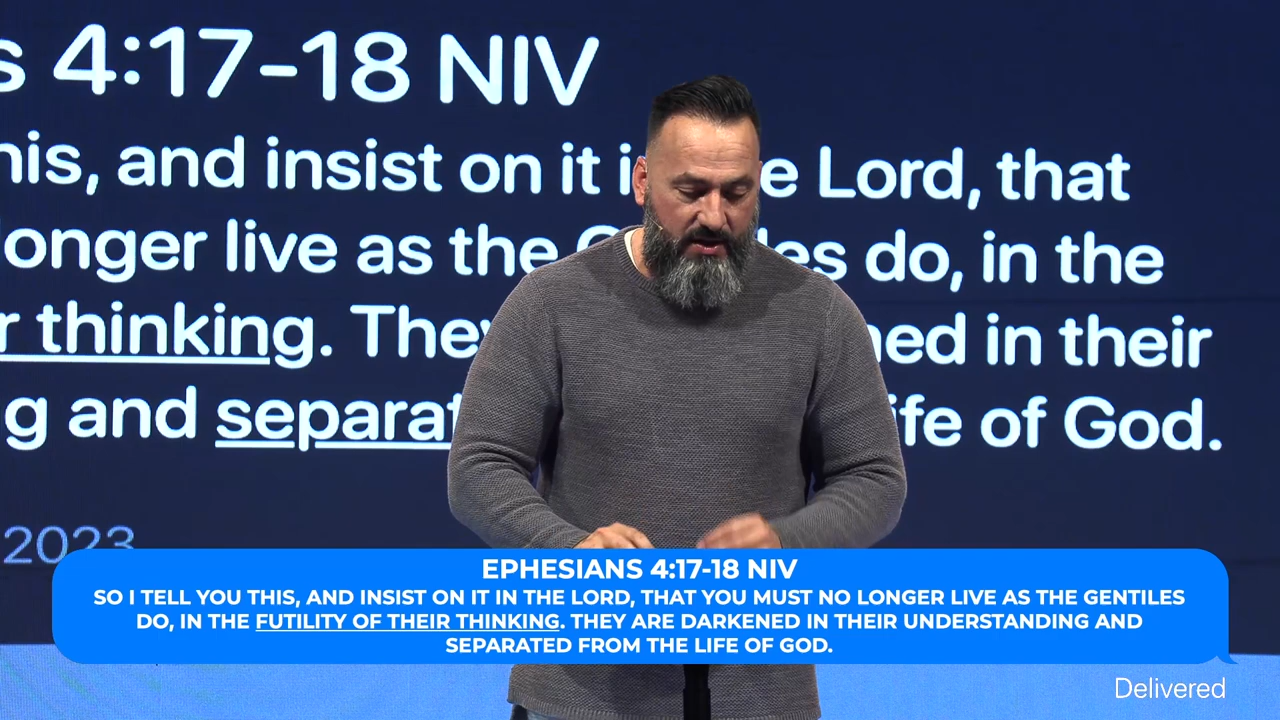 s 4:17-18 NIV
his, and insist on it i e Lord, that
longer live as the G les do, in the
r thinking. They ned in their
g and separat ife of God.
2023
EPHESIANS 4:17-18 NIV
SO I TELL YOU THIS, AND INSIST ON IT IN THE LORD, THAT YOU MUST NO LONGER LIVE AS THE GENTILES
DO, IN THE FUTILITY OF THEIR THINKING. THEY ARE DARKENED IN THEIR UNDERSTANDING AND
SEPARATED FROM THE LIFE OF GOD.
Delivered